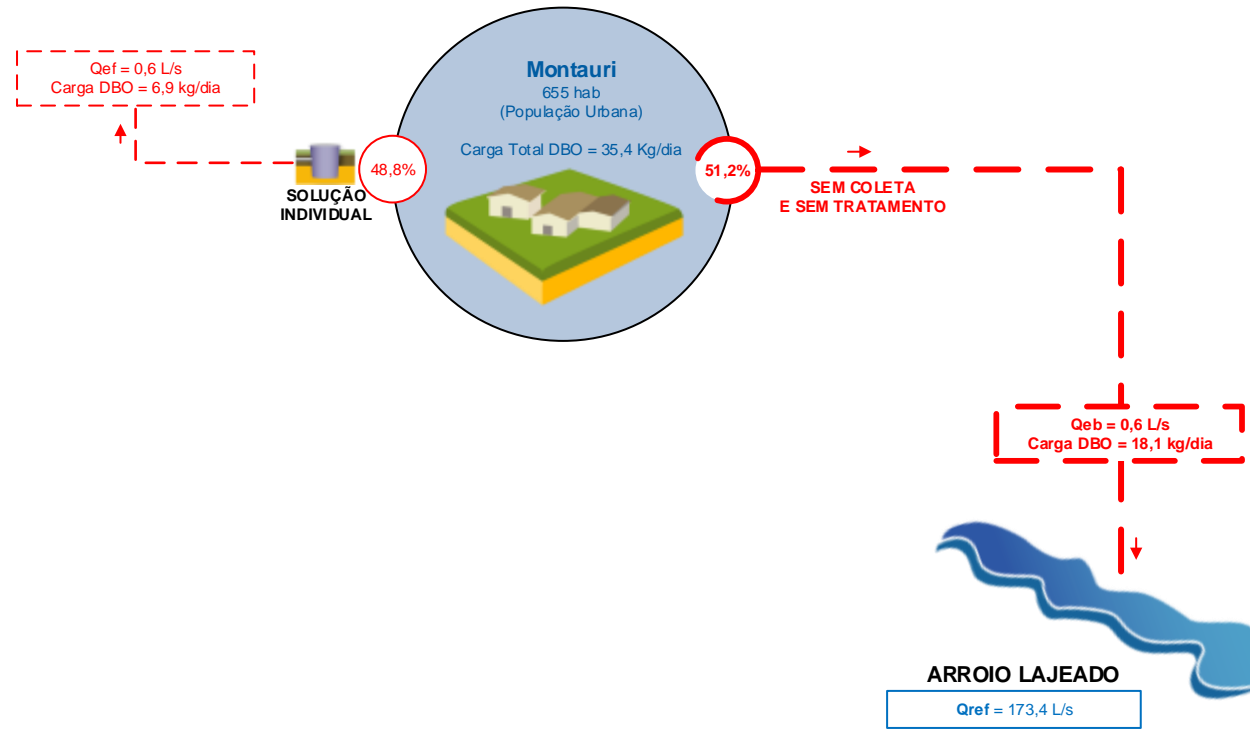 Qef = 0,6 L/s
Carga DBO = 6,9 kg/dia
48,8%
SOLUÇÃO
INDIVIDUAL
Montauri
655 hab
(População Urbana)
Carga Total DBO = 35,4 Kg/dia
51,2%
SEM COLETA
E SEM TRATAMENTO
Qeb = 0,6 L/s
Carga DBO = 18,1 kg/dia
ARROIO LAJEADO
Qref = 173,4 L/s